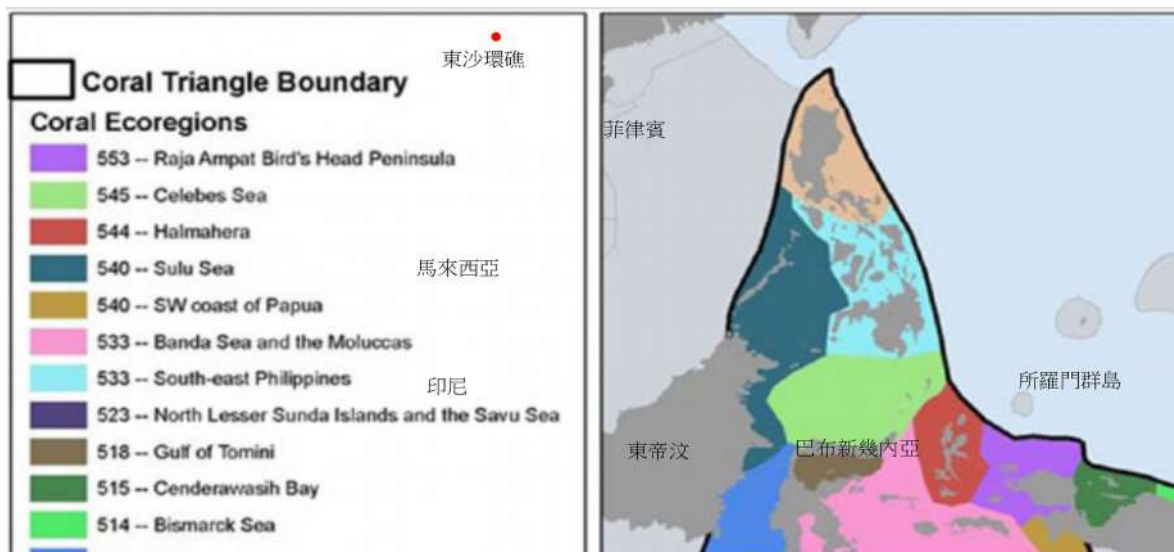 東沙環礁
Coral Triangle Boundary
Coral Ecoregions
553 -- Raja Ampat Bird's Head Peninsula
545 -- Celebes Sea
544 -- Halmahera
540 -- Sulu Sea
540 -- SW coast of Papua
533 -- Banda Sea and the Moluccas
533 -- South-east Philippines
523 -- North Lesser Sunda Islands and the Savu Sea
518 -- Gulf of Tomini
515 -- Cenderawasih Bay
514 -- Bismarck Sea
馬來西亞
印尼
菲律賓
所羅門群島
東帝汶
巴布新幾內亞